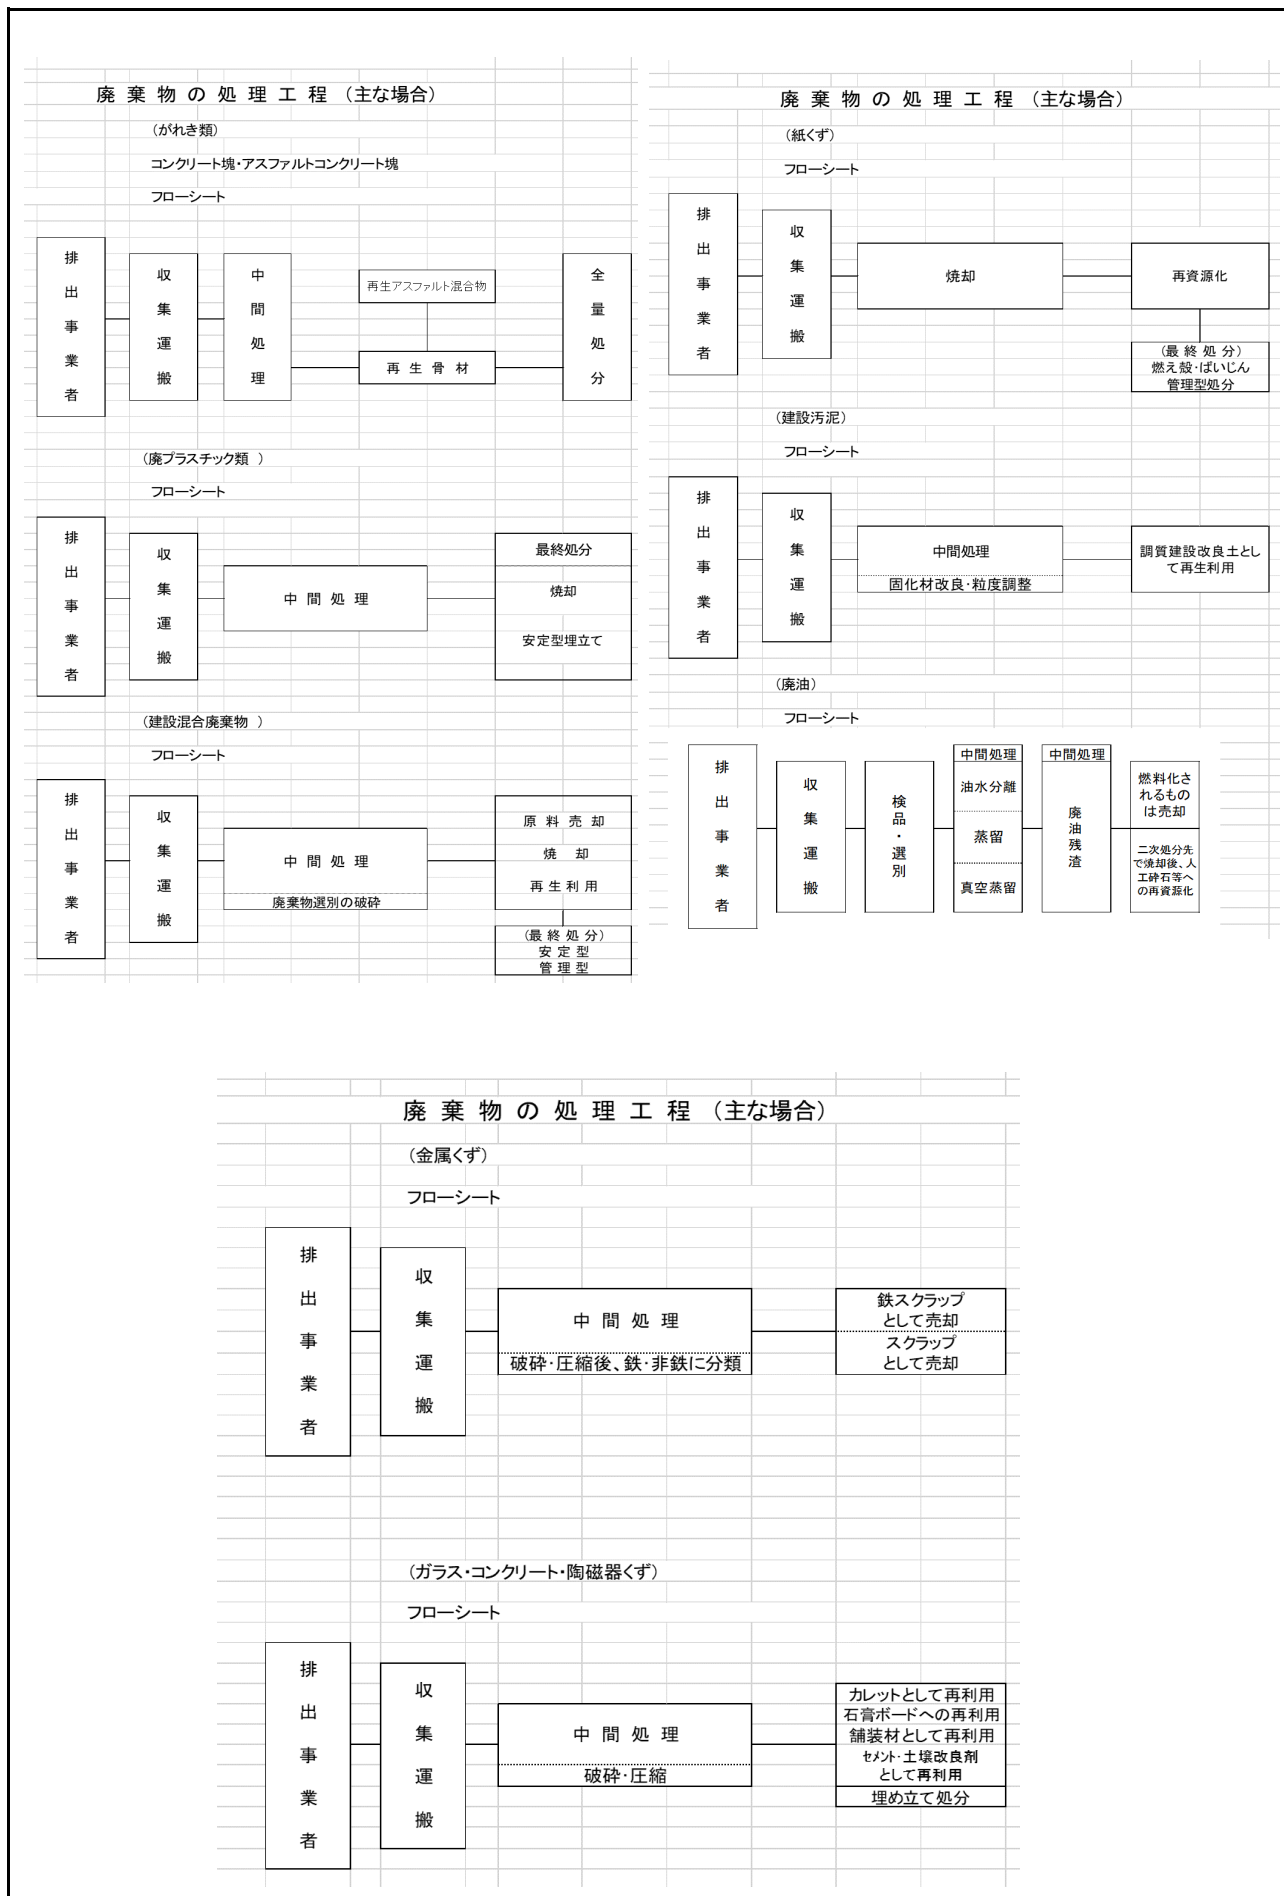 廃棄物の処理工程（主な場合）
（がれき類）
コンクリート塊・アスファルトコンクリート塊
フローシート
排出事業者
収集運搬
中間処理
再生アスファルト混合物
再生骨材
全量処分
（廃プラスチック類 ）
フローシート
排出事業者
収集運搬
中間処理
最終処分
焼却
安定型埋立て
（建設混合廃棄物 ）
フローシート
排出事業者
収集運搬
中間処理
廃棄物選別の破砕
原料売却
焼却
再生利用
（最終処分）
安定型
管理型
廃棄物の処理工程（主な場合）
（紙くず）
フローシート
排出事業者
収集運搬
焼却
再資源化
（最終処分）
燃え殻・ばいじん
管理型処分
（建設汚泥）
フローシート
排出事業者
収集運搬
中間処理
固化材改良・粒度調整
調質建設改良土とし
て再生利用
（廃油）
フローシート
排出事業者
収集運搬
検品・選別
中間処理
油水分離
蒸留
真空蒸留
中間処理
廃油残渣
燃料化さ
れるもの
は売却
二次処分先
で焼却後、人
工砕石等へ
の再資源化
廃棄物の処理工程（主な場合）
（金属くず）
フローシート
排出事業者
収集運搬
中間処理
破砕・圧縮後、鉄・非鉄に分類
鉄スクラップ
として売却
スクラップ
として売却
（ガラス・コンクリート・陶磁器くず）
フローシート
排出事業者
収集運搬
中間処理
破砕・圧縮
カレットとして再利用
石膏ボードへの再利用
舗装材として再利用
ｾﾒﾝﾄ・土壌改良剤
として再利用
埋め立て処分